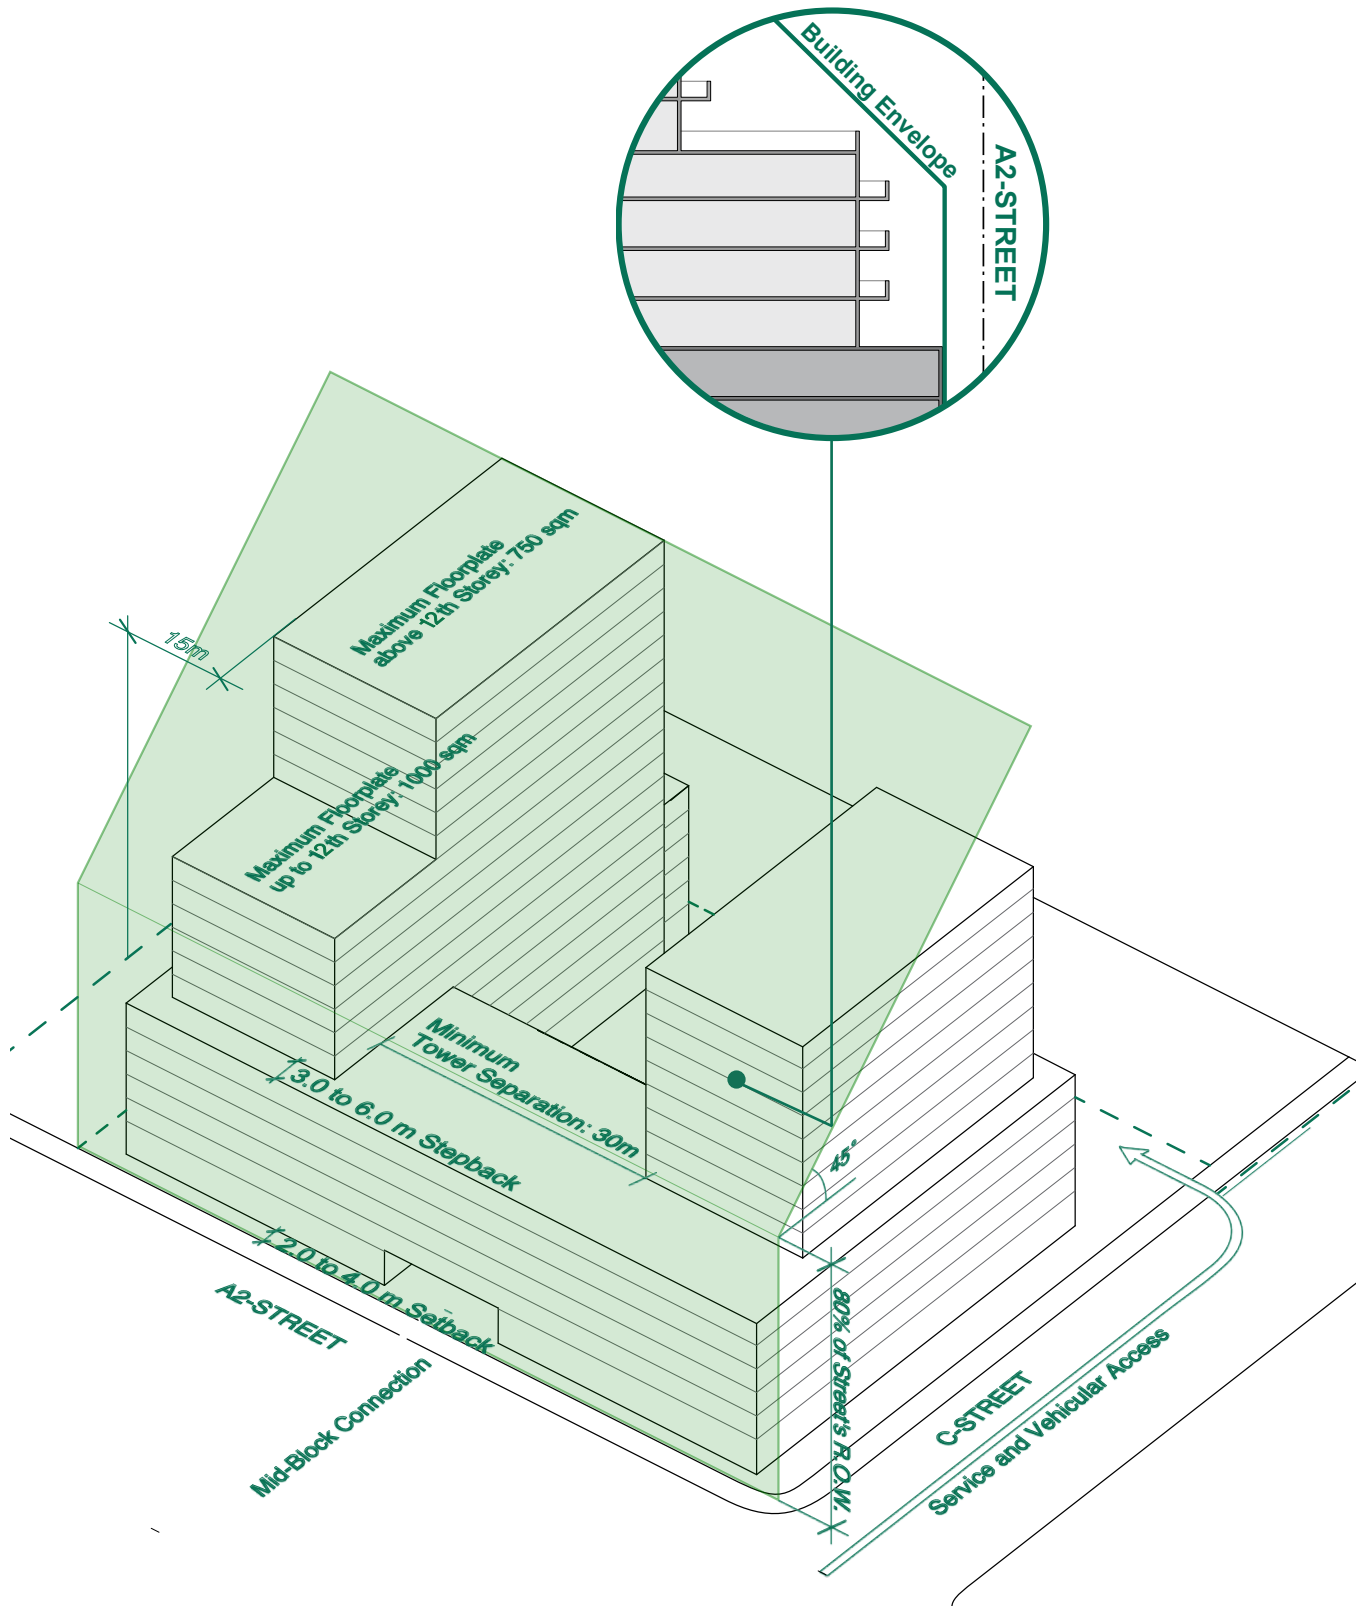 Building Envelope
A2-STREET
Maximum Floorplate
above 12th Storey: 750 sqm
15m
Maximum Floorplate
up to 12th Storey: 1000 sqm
Minimum
Tower Separation: 30m
3.0 to 6.0 m Stepback
45°
2.0 to 4.0 m Setback
80% of Street's R.O.W.
A2-STREET
Mid-Block Connection
C-STREET
Service and Vehicular Access